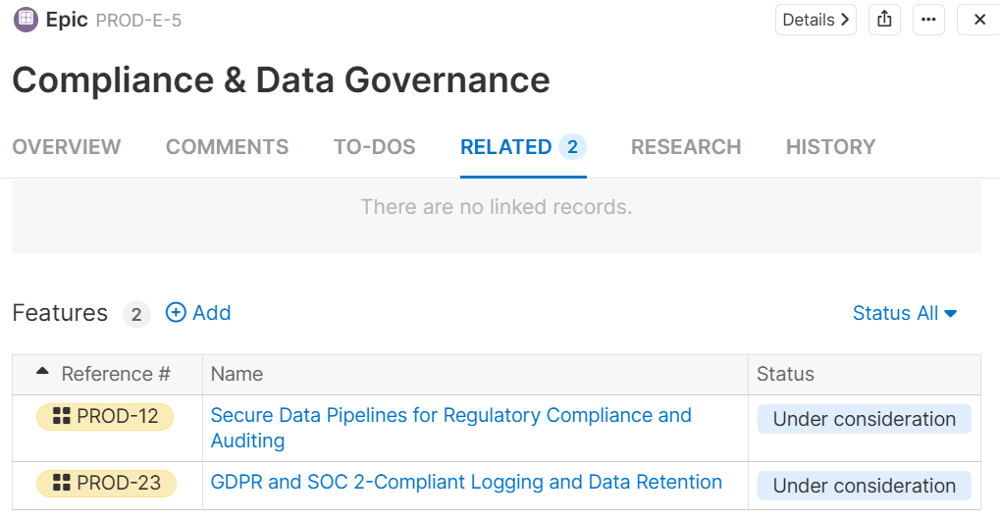 Epic PROD-E-5
Details
Compliance & Data Governance
OVERVIEW COMMENTS TO-DOS RELATED 2 RESEARCH HISTORY
There are no linked records.
Features 2 Add Status All
Reference # Name Status
PROD-12 Secure Data Pipelines for Regulatory Compliance and Under consideration
Auditing
PROD-23 GDPR and SOC 2-Compliant Logging and Data Retention Under consideration